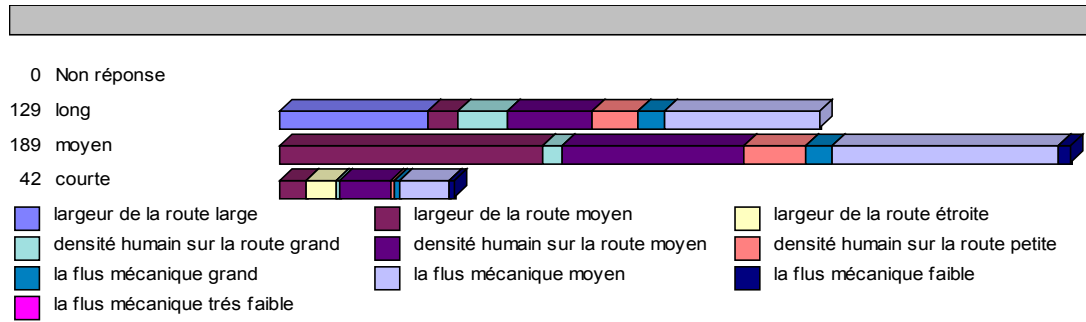 0 Non réponse
129 long
189 moyen
42 courte
largeur de la route large largeur de la route moyen largeur de la route étroite
densité humain sur la route grand densité humain sur la route moyen densité humain sur la route petite
la flus mécanique grand la flus mécanique moyen la flus mécanique faible
la flus mécanique trés faible